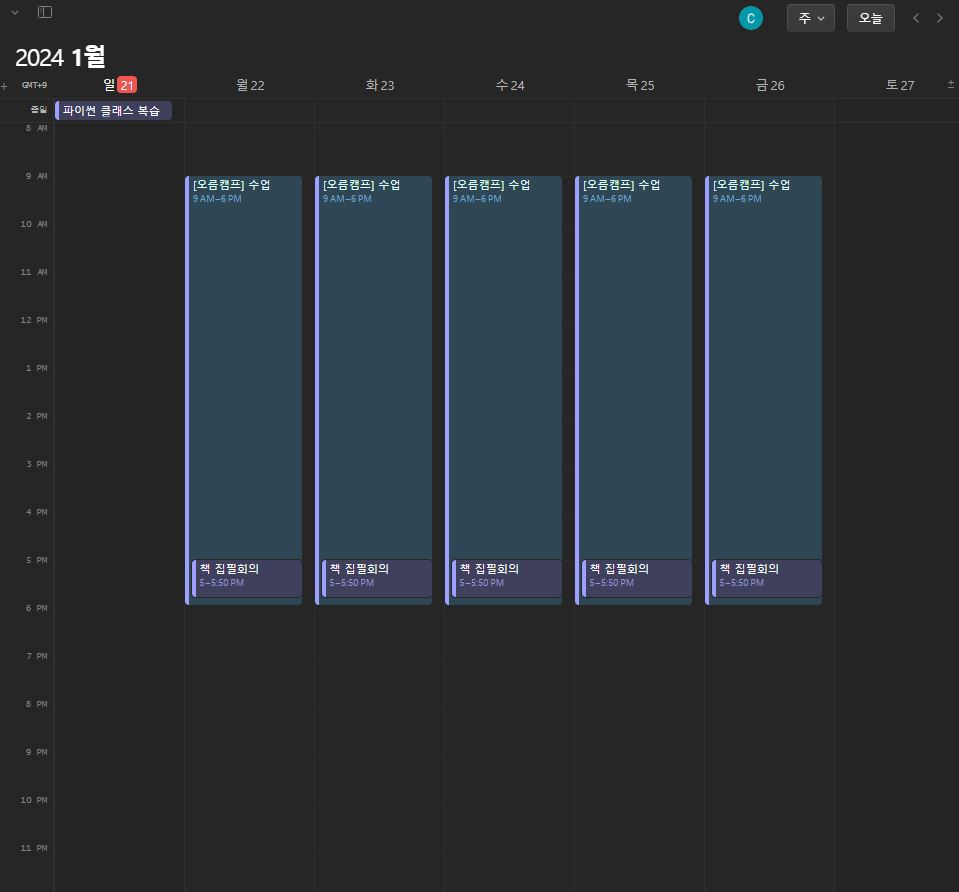 C
주
오늘
2024 1월
GMT+9
일 21
월 22
화 23
수 24
목 25
금 26
토 27
종일
파이썬 클래스 복습
8 AM
9 AM
10 AM
11 AM
12 PM
1 PM
2 PM
3 PM
4 PM
5 PM
6 PM
7 PM
8 PM
9 PM
10 PM
11 PM
[오름캠프] 수업
9 AM–6 PM
책 집필회의
5–5:50 PM
[오름캠프] 수업
9 AM–6 PM
책 집필회의
5–5:50 PM
[오름캠프] 수업
9 AM–6 PM
책 집필회의
5–5:50 PM
[오름캠프] 수업
9 AM–6 PM
책 집필회의
5–5:50 PM
[오름캠프] 수업
9 AM–6 PM
책 집필회의
5–5:50 PM